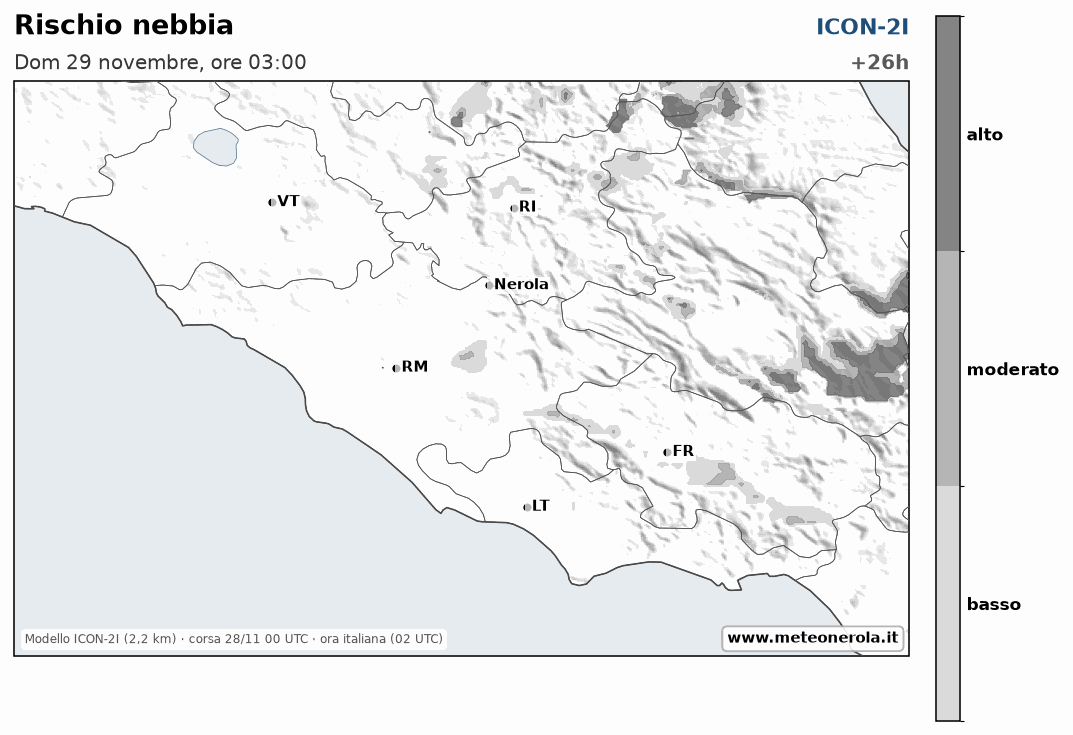 Rischio nebbia
ICON-2I
Dom 29 novembre, ore 03:00
+26h
alto
VT
RI
Nerola
moderato
RM
FR
LT
basso
Modello ICON-2I (2,2 km) · corsa 28/11 00 UTC · ora italiana (02 UTC)
www.meteonerola.it